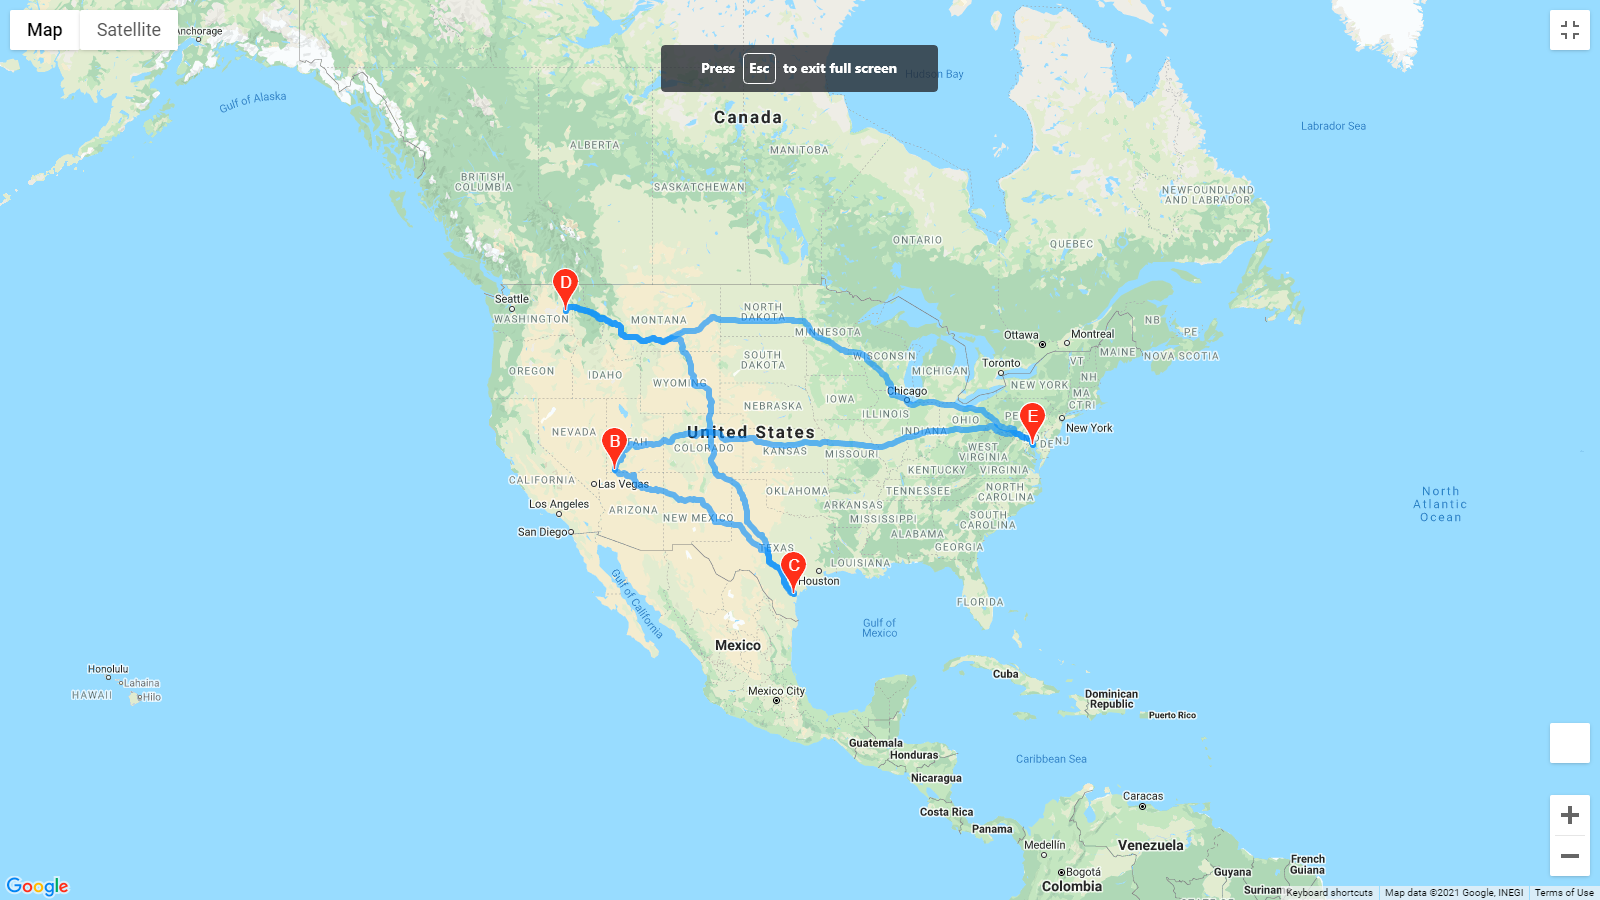 Map
Satellite
Anchorage
Press Esc to exit full screen
Hudson Bay
Gulf of Alaska
Canada
Labrador Sea
ALBERTA
MANITOBA
BRITISH
COLUMBIA
SASKATCHEWAN
NEWFOUNDLAND
AND LABRADOR
ONTARIO
QUEBEC
D
Seattle
WASHINGTON
MONTANA
NORTH
DAKOTA
MINNESOTA
NB
PE
Ottawa
Montreal
MAINE
NOVA SCOTIA
WISCONSIN
SOUTH
DAKOTA
Toronto
VT
OREGON
IDAHO
WYOMING
MICHIGAN
NEW YORK
NH
MA
CT RI
Chicago
NEBRASKA
IOWA
ILLINOIS
PE
E
OHIO
INDIANA
New York
NEVADA
B
UTAH
United States
COLORADO
KANSAS
MISSOURI
WEST
VIRGINIA
DE NJ
KENTUCKY
VIRGINIA
CALIFORNIA
Las Vegas
OKLAHOMA
TENNESSEE
NORTH
CAROLINA
North
Atlantic
Ocean
Los Angeles
ARIZONA
NEW MEXICO
ARKANSAS
MISSISSIPPI
SOUTH
CAROLINA
San Diego
ALABAMA
TEXAS
GEORGIA
C
LOUISIANA
Houston
Gulf of California
FLORIDA
Gulf of
Mexico
Mexico
Honolulu
Lahaina
HAWAII
Hilo
Cuba
Mexico City
Dominican
Republic
Puerto Rico
Guatemala
Honduras
Caribbean Sea
Nicaragua
Caracas
Costa Rica
Panama
Medellín
Venezuela
French
Guiana
Bogotá
Guyana
Colombia
Surinam
Google
Keyboard shortcuts
Map data ©2021 Google, INEGI
Terms of Use